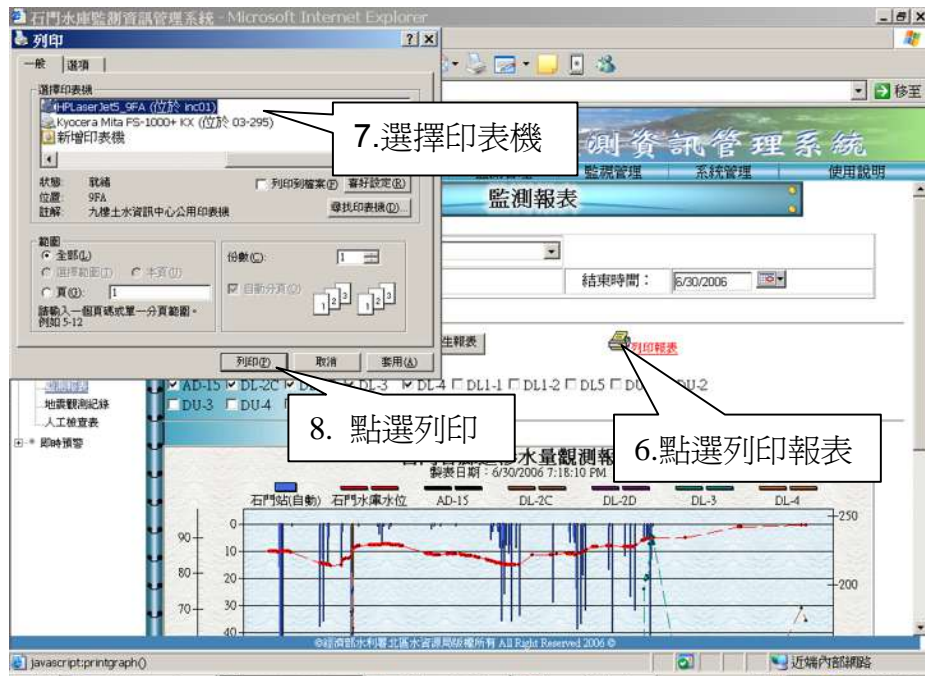 石門水庫監測資訊管理系統 - Microsoft Internet Explorer
列印
一般
選項
選擇印表機
HPLaserJet5_9FA (位於 inc01)
Kyocera Mita FS-1000+ KX (位於 03-295)
新增印表機
狀態: 就緒
位置: 9FA
註解: 九樓土水資訊中心公用印表機
列印到檔案(F)
喜好設定(R)
尋找印表機(D)...
範圍
全部(L)
選擇範圍(T)
本頁(U)
頁(G): 1
請輸入一個頁碼或單一分頁範圍。
例如 5-12
份數(C): 1
自動分頁(O)
1 2 3 1 2 3
列印(P)
取消
套用(A)
移至
7.選擇印表機
測資訊管理系統
監視管理
系統管理
使用說明
監測報表
結束時間:
6/30/2006
生報表
列印報表
8. 點選列印
6.點選列印報表
AD-15 DL-2C DL-3 DL-4 DL1-1 DL1-2 DL5
DU-3 DU-4
地震觀測記錄
人工檢查表
即時預警
水量觀測報
製表日期:6/30/2006 7:18:10 PM
石門站(自動) 石門水庫水位 AD-15 DL-2C DL-2D DL-3 DL-4
90 80 70
0 10 20 30 40
250 200
©經濟部水利署北區水資源局版權所有 All Right Reserved 2006 ©
javascript:printgraph()
近端內部網路